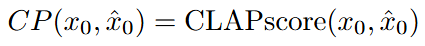 CP(x₀, x̂₀) = CLAPscore(x₀, x̂₀)